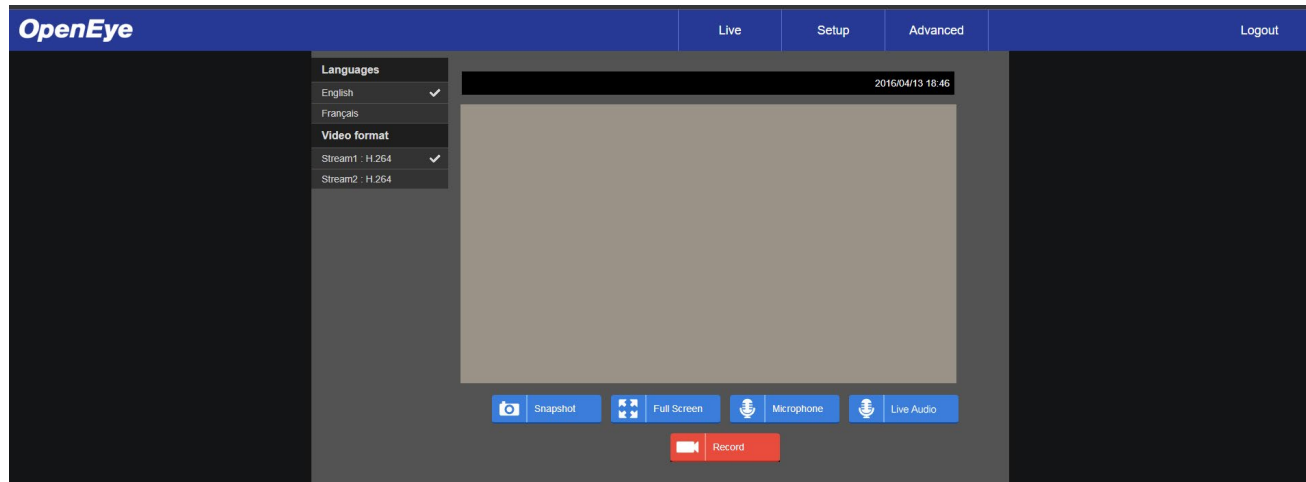 OpenEye
Live Setup Advanced Logout
Languages
English
Français
Video format
Stream1 : H.264
Stream2 : H.264
2016/04/13 18:46
Snapshot Full Screen Microphone Live Audio
Record